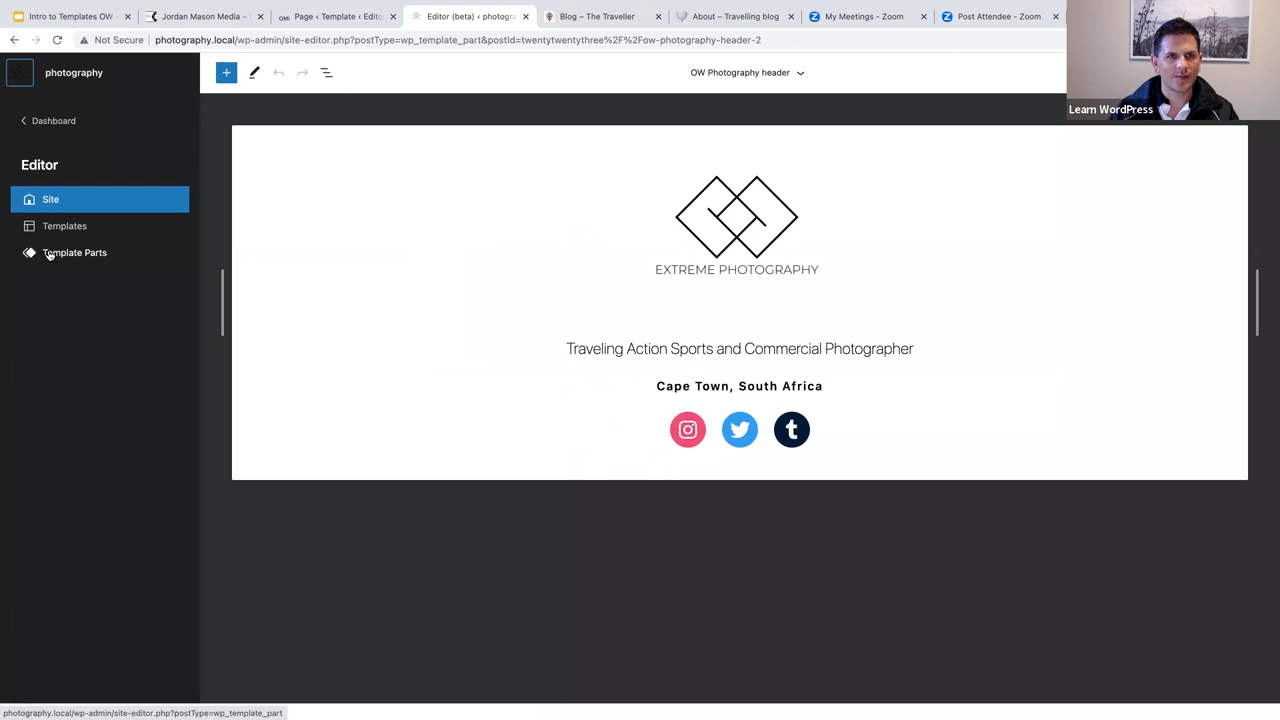 Intro to Templates OW -
Jordan Mason Media –
OMI
Page ‹ Template ‹ Editor
Editor (beta) ‹ photogra
Blog – The Traveller
About – Travelling blog
My Meetings - Zoom
Post Attendee - Zoom
Not Secure
photography.local/wp-admin/site-editor.php?postType=wp_template_part&postId=twentytwentythree%2F%2Fow-photography-header-2
photography
OW Photography header
Learn WordPress
Dashboard
Editor
Site
Templates
Template Parts
EXTREME PHOTOGRAPHY
Traveling Action Sports and Commercial Photographer
Cape Town, South Africa
photography.local/wp-admin/site-editor.php?postType=wp_template_part